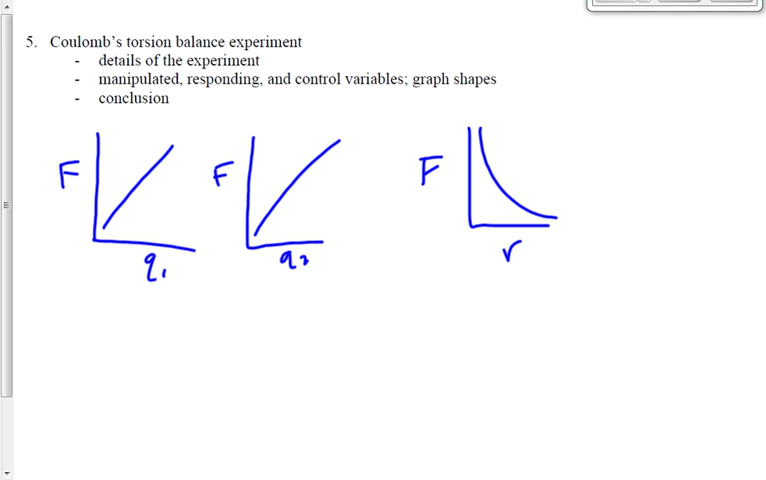 5. Coulomb's torsion balance experiment
- details of the experiment
- manipulated, responding, and control variables; graph shapes
- conclusion
F F F
q₁ q₂ r